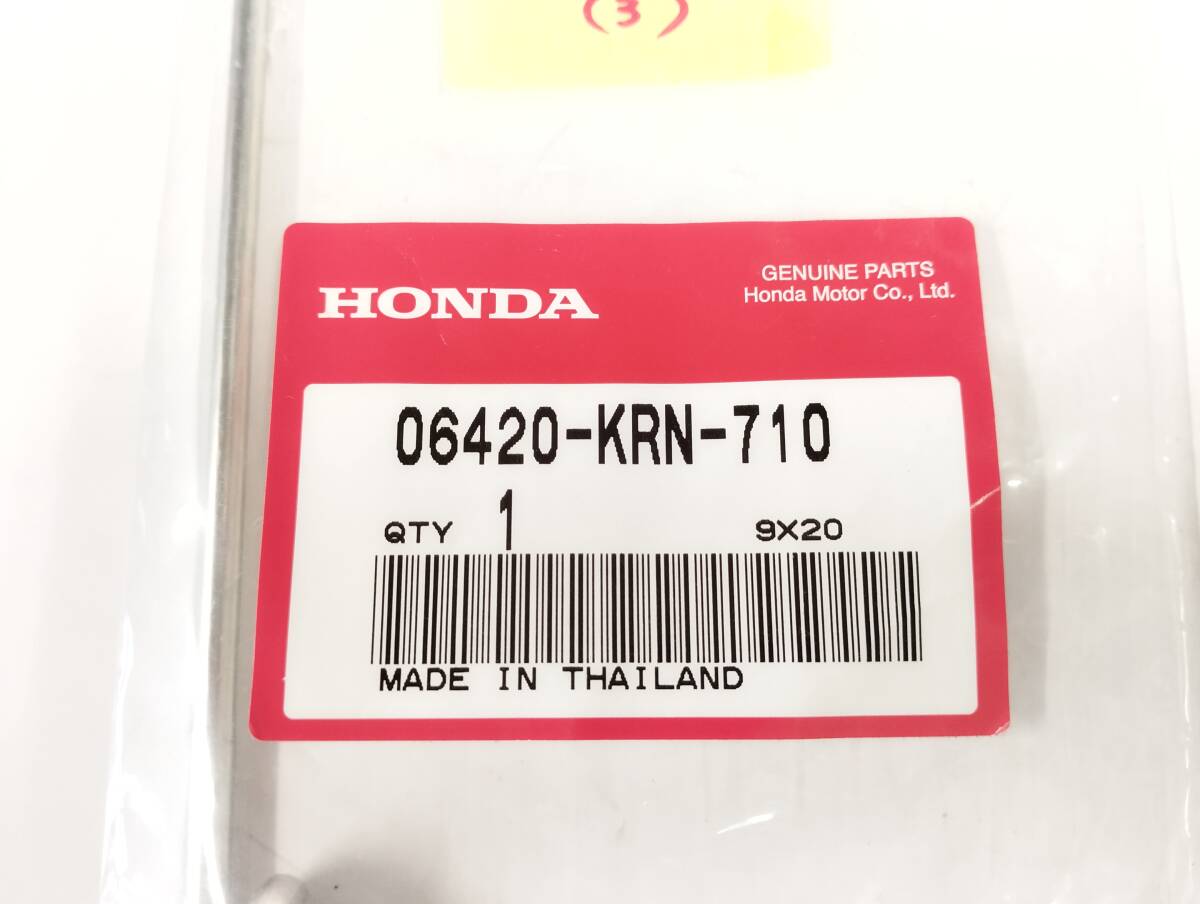 (3)
HONDA
GENUINE PARTS
Honda Motor Co., Ltd.
06420-KRN-710
QTY 1 9X20
MADE IN THAILAND